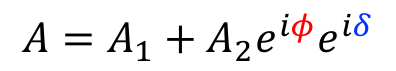 A = A₁ + A₂e^{iϕ}e^{iδ}